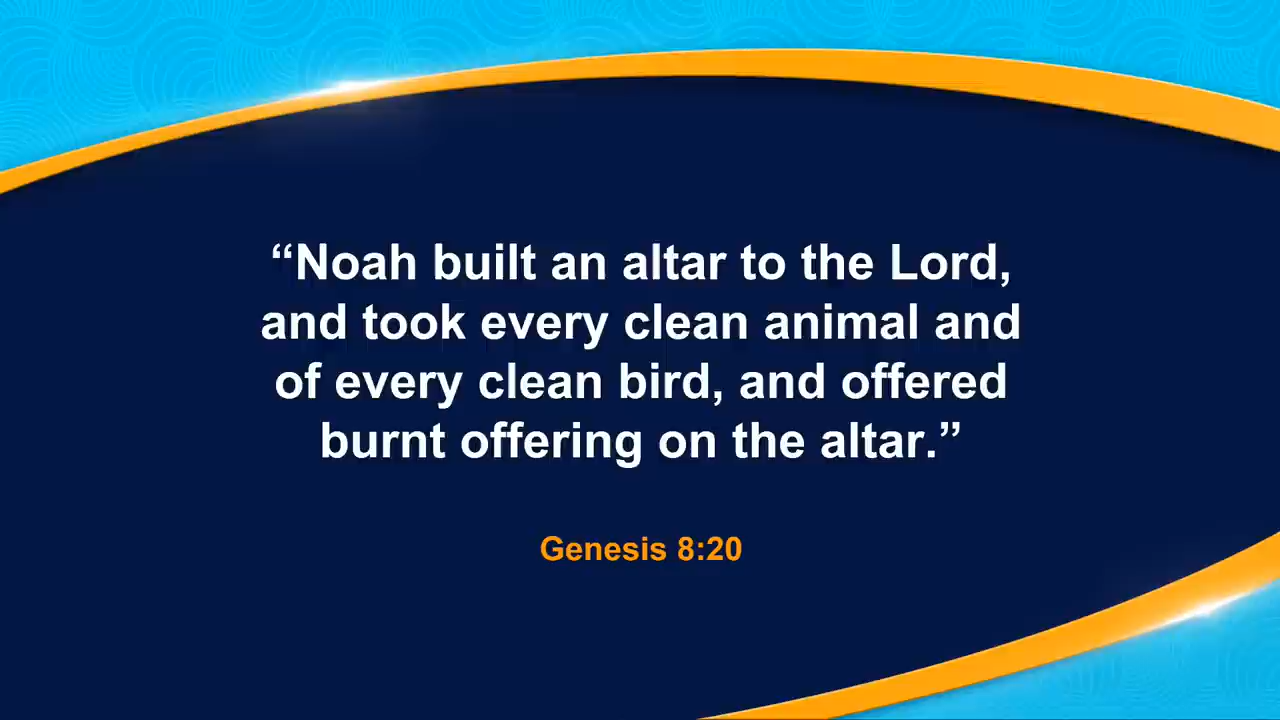 “Noah built an altar to the Lord,
and took every clean animal and
of every clean bird, and offered
burnt offering on the altar.”
Genesis 8:20